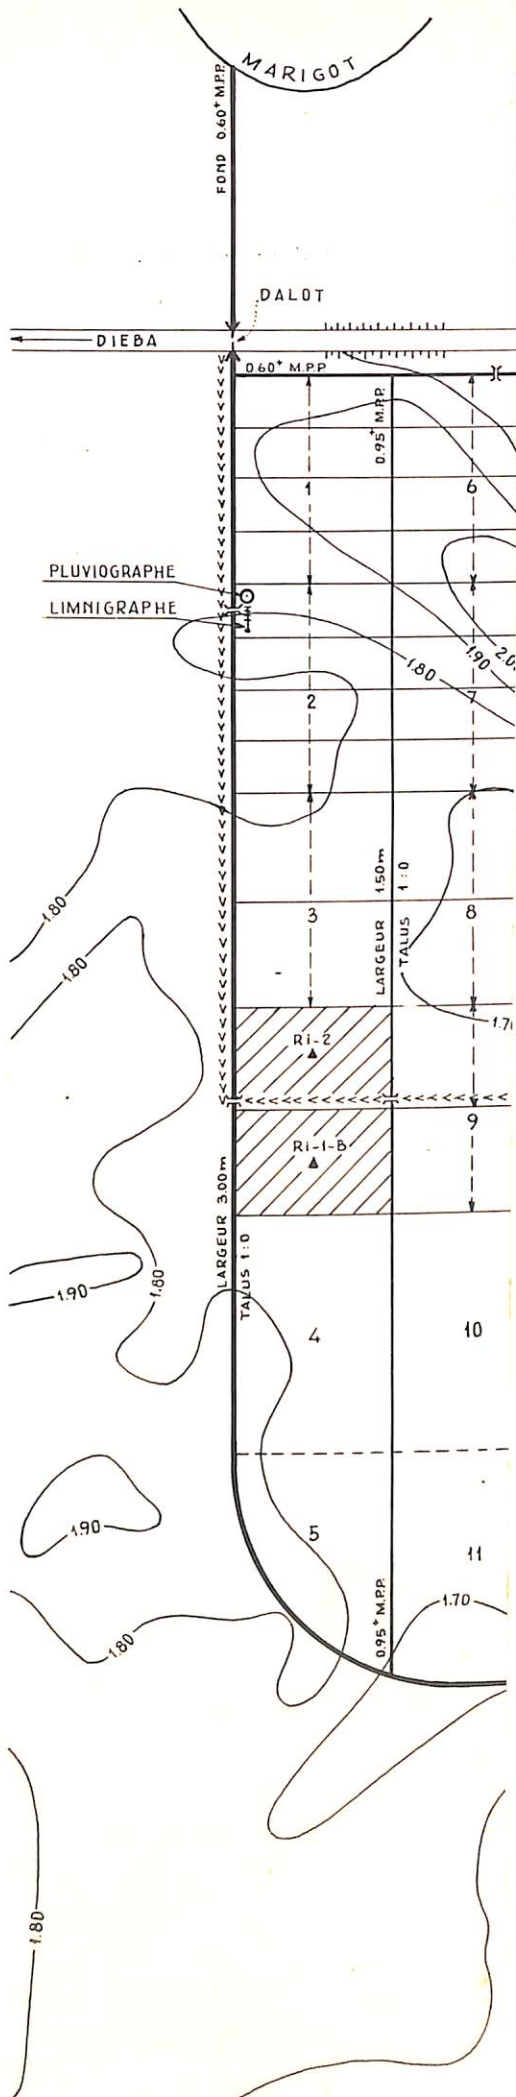 MARIGOT
FOND 0.60⁺ M.P.P.
DALOT
DIEBA
0.60⁺ M.P.P
0.95⁺ M.P.P.
1
6
PLUVIOGRAPHE
LIMNIGRAPHE
1.90
2.0
1.80
2
7
1.80
1.80
LARGEUR 1.50m
TALUS 1:0
3
8
1.70
Ri-2
9
Ri-1-B
LARGEUR 3.00m
TALUS 1:0
1.80
1.90
4
10
1.90
5
11
1.70
1.80
0.95⁺ M.P.P.
1.80